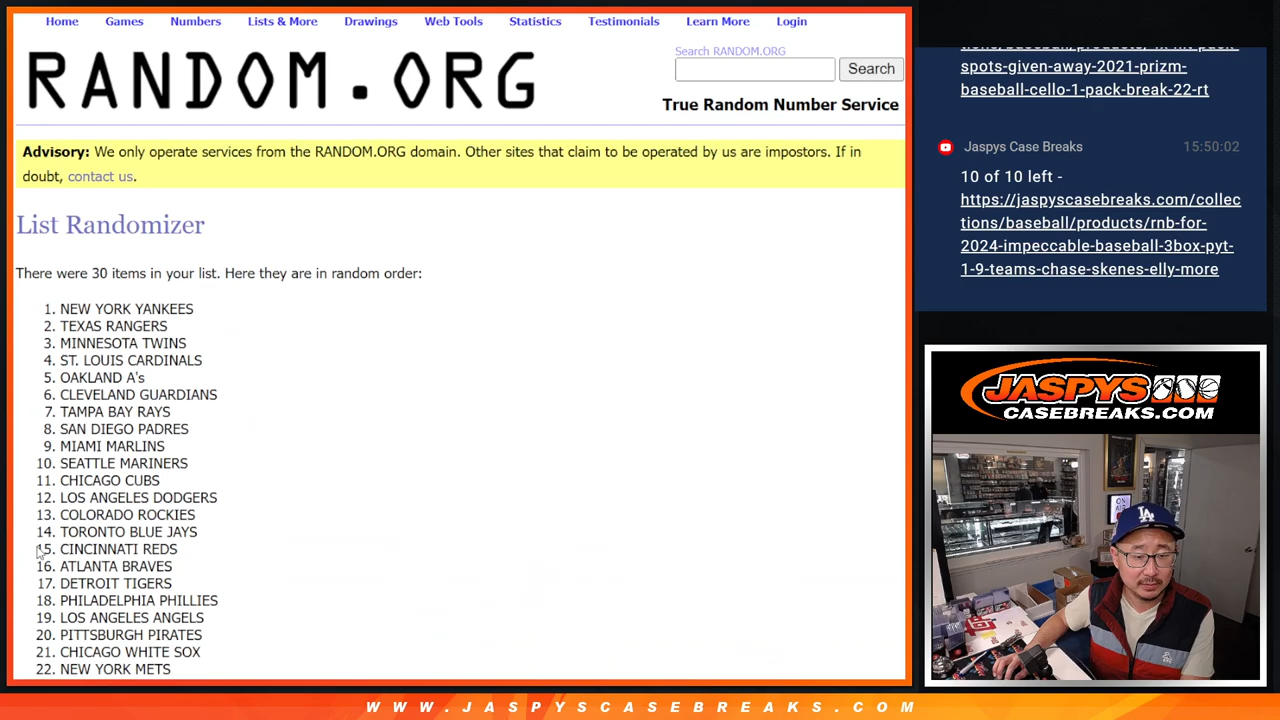 Home Games Numbers Lists & More Drawings Web Tools Statistics Testimonials Learn More Login
RANDOM.ORG
Search RANDOM.ORG
Search
True Random Number Service
Advisory: We only operate services from the RANDOM.ORG domain. Other sites that claim to be operated by us are impostors. If in
doubt, contact us.
List Randomizer
There were 30 items in your list. Here they are in random order:
1. NEW YORK YANKEES
2. TEXAS RANGERS
3. MINNESOTA TWINS
4. ST. LOUIS CARDINALS
5. OAKLAND A's
6. CLEVELAND GUARDIANS
7. TAMPA BAY RAYS
8. SAN DIEGO PADRES
9. MIAMI MARLINS
10. SEATTLE MARINERS
11. CHICAGO CUBS
12. LOS ANGELES DODGERS
13. COLORADO ROCKIES
14. TORONTO BLUE JAYS
15. CINCINNATI REDS
16. ATLANTA BRAVES
17. DETROIT TIGERS
18. PHILADELPHIA PHILLIES
19. LOS ANGELES ANGELS
20. PITTSBURGH PIRATES
21. CHICAGO WHITE SOX
22. NEW YORK METS
spots-given-away-2021-prizm-
baseball-cello-1-pack-break-22-rt
Jaspys Case Breaks 15:50:02
10 of 10 left -
https://jaspyscasebreaks.com/collec
tions/baseball/products/rnb-for-
2024-impeccable-baseball-3box-pyt-
1-9-teams-chase-skenes-elly-more
JASPYS
CASEBREAKS.COM
ON
AIR
LA
WWW.JASPYSCASEBREAKS.COM